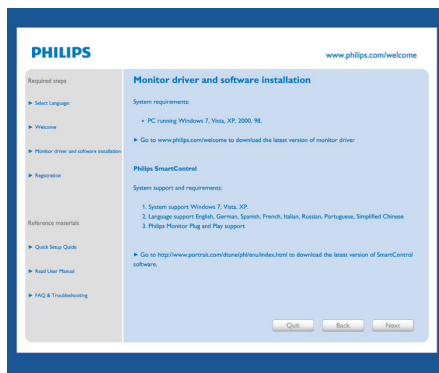 PHILIPS
www.philips.com/welcome
Required steps
Select Language
Welcome
Monitor driver and software installation
Registration
Reference materials
Quick Setup Guide
Read User Manual
FAQ & Troubleshooting
Monitor driver and software installation
System requirements:
• PC running Windows 7, Vista, XP, 2000, 98.
Go to www.philips.com/welcome to download the latest version of monitor driver
Philips SmartControl
System support and requirements:
1. System support Windows 7, Vista, XP.
2. Language support English, German, Spanish, French, Italian, Russian, Portuguese, Simplified Chinese
3. Philips Monitor Plug and Play support
Go to http://www.portrait.com/dtune/phl/enu/index.html to download the latest version of SmartControl
software.
Quit
Back
Next